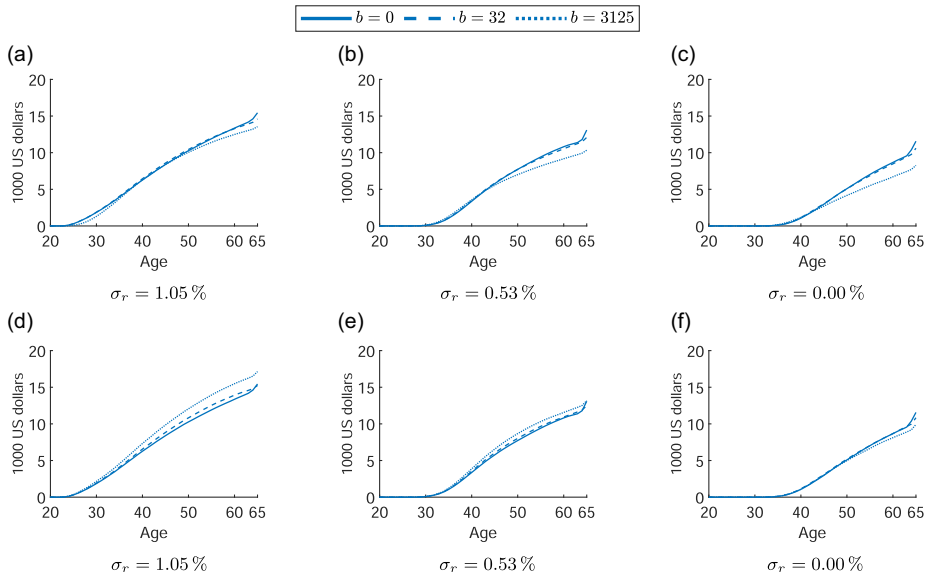 b = 0 b = 32 b = 3125
(a) (b) (c)
1000 US dollars 1000 US dollars 1000 US dollars
20 20 20
15 15 15
10 10 10
5 5 5
0 0 0
20 30 40 50 60 65 20 30 40 50 60 65 20 30 40 50 60 65
Age Age Age
σr = 1.05 % σr = 0.53 % σr = 0.00 %
(d) (e) (f)
1000 US dollars 1000 US dollars 1000 US dollars
20 20 20
15 15 15
10 10 10
5 5 5
0 0 0
20 30 40 50 60 65 20 30 40 50 60 65 20 30 40 50 60 65
Age Age Age
σr = 1.05 % σr = 0.53 % σr = 0.00 %